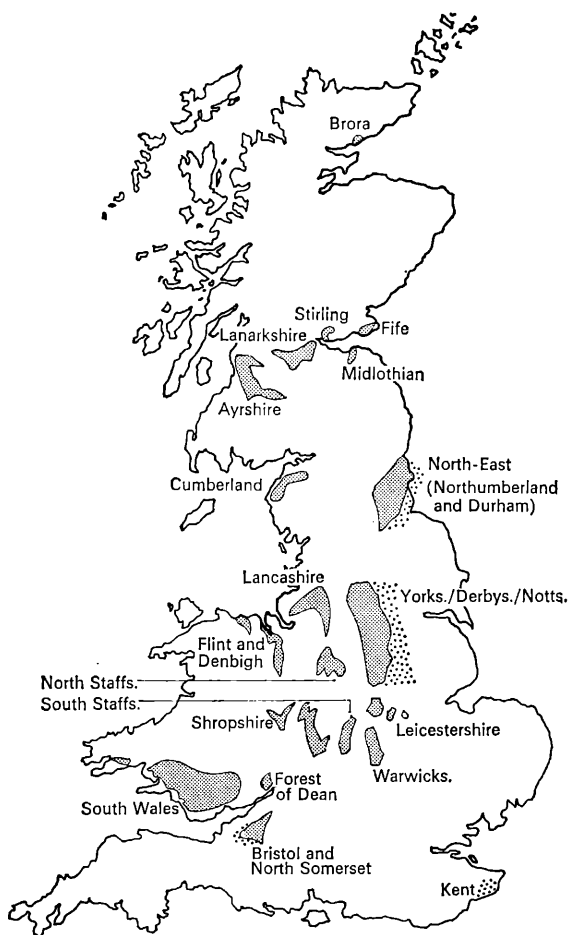 Brora
Stirling
Fife
Lanarkshire
Midlothian
Ayrshire
Cumberland
North-East
(Northumberland
and Durham)
Lancashire
Yorks./Derbys./Notts.
Flint and
Denbigh
North Staffs.
South Staffs.
Shropshire
Leicestershire
Warwicks.
Forest
of Dean
South Wales
Bristol and
North Somerset
Kent